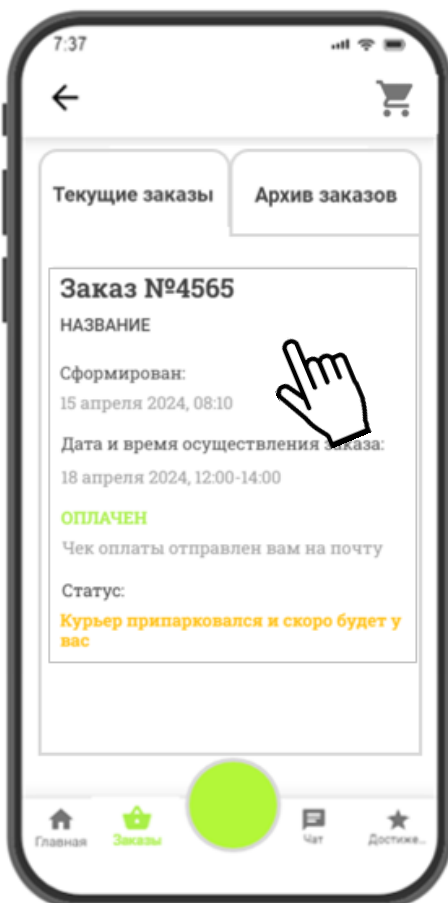 7:37
Текущие заказы
Архив заказов
Заказ №4565
НАЗВАНИЕ
Сформирован:
15 апреля 2024, 08:10
Дата и время осуществления заказа:
18 апреля 2024, 12:00-14:00
ОПЛАЧЕН
Чек оплаты отправлен вам на почту
Статус:
Курьер припарковался и скоро будет у
вас
Главная
Заказы
Чат
Достиже...